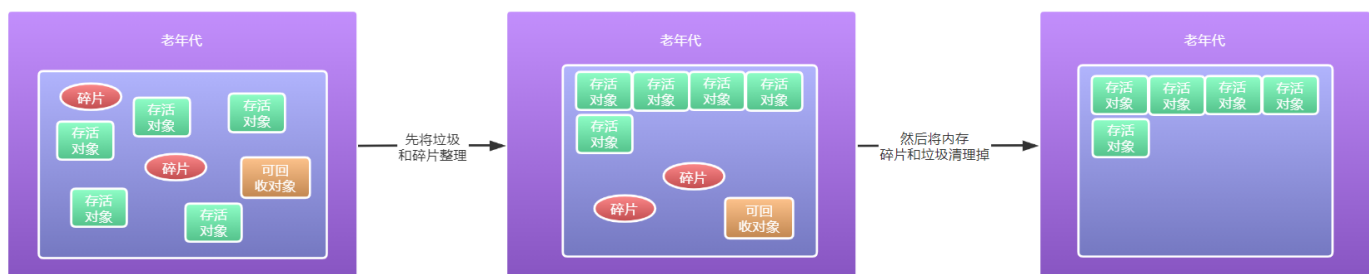 老年代
碎片
存活
对象
存活
对象
存活
对象
碎片
可回
收对象
存活
对象
存活
对象
先将垃圾
和碎片整理
老年代
存活
对象
存活
对象
存活
对象
存活
对象
存活
对象
碎片
碎片
可回
收对象
然后将内存
碎片和垃圾清理掉
老年代
存活
对象
存活
对象
存活
对象
存活
对象
存活
对象